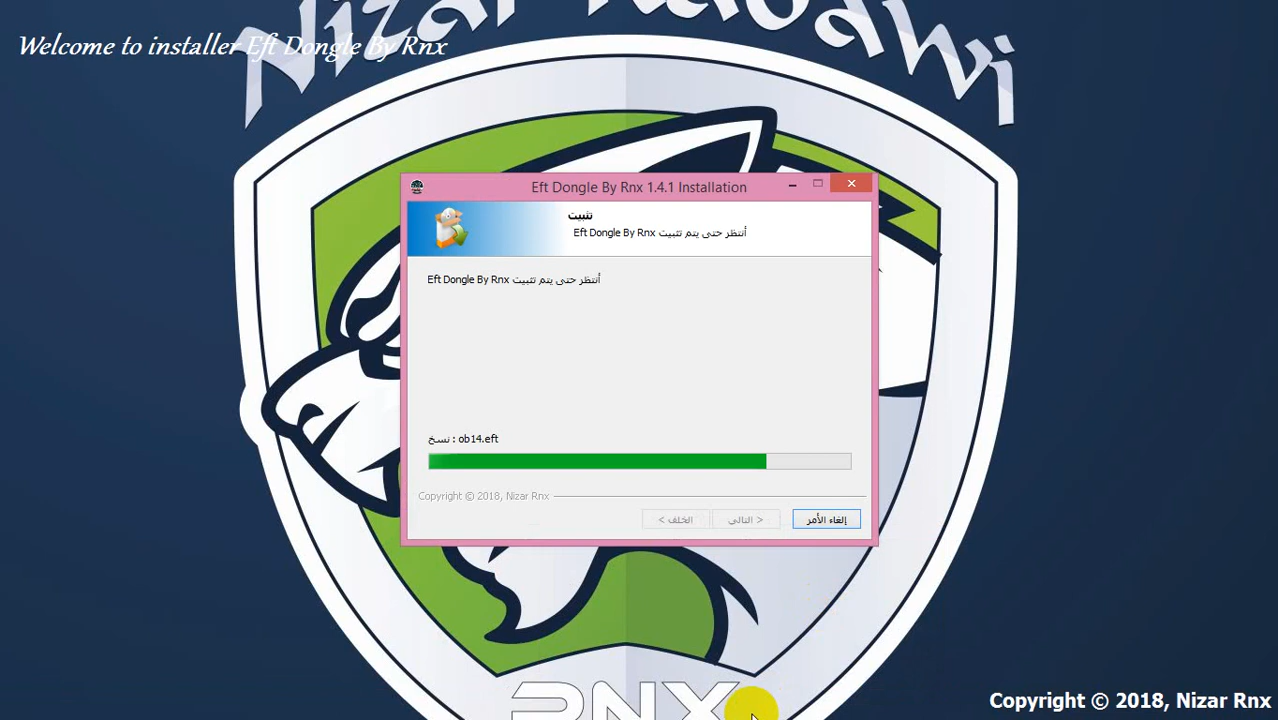 Nizar Rabawi
Welcome to installer Eft Dongle By Rnx
Eft Dongle By Rnx 1.4.1 Installation
تثبيت
أنتظر حتى يتم تثبيت Eft Dongle By Rnx
أنتظر حتى يتم تثبيت Eft Dongle By Rnx
نسخ : ob14.eft
Copyright © 2018, Nizar Rnx
< الخلف
التالي >
إلغاء الأمر
RNX
Copyright © 2018, Nizar Rnx